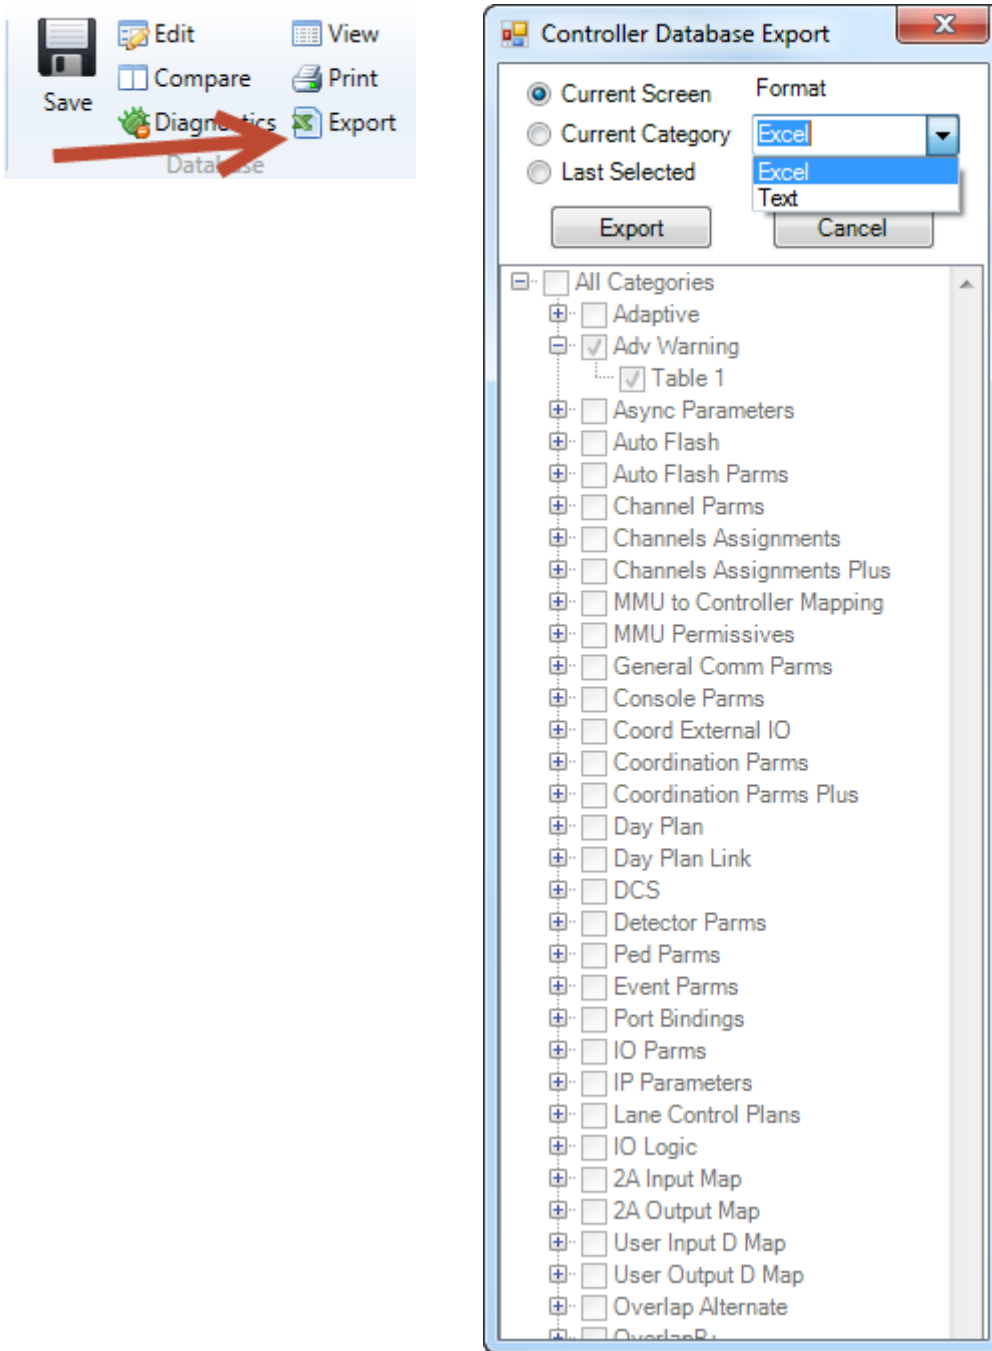 Edit View
Compare Print
Save
Diagnostics Export
Database
Controller Database Export
Current Screen Format
Current Category Excel
Last Selected Excel
Text
Export Cancel
All Categories
Adaptive
Adv Warning
Table 1
Async Parameters
Auto Flash
Auto Flash Parms
Channel Parms
Channels Assignments
Channels Assignments Plus
MMU to Controller Mapping
MMU Permissives
General Comm Parms
Console Parms
Coord External IO
Coordination Parms
Coordination Parms Plus
Day Plan
Day Plan Link
DCS
Detector Parms
Ped Parms
Event Parms
Port Bindings
IO Parms
IP Parameters
Lane Control Plans
IO Logic
2A Input Map
2A Output Map
User Input D Map
User Output D Map
Overlap Alternate